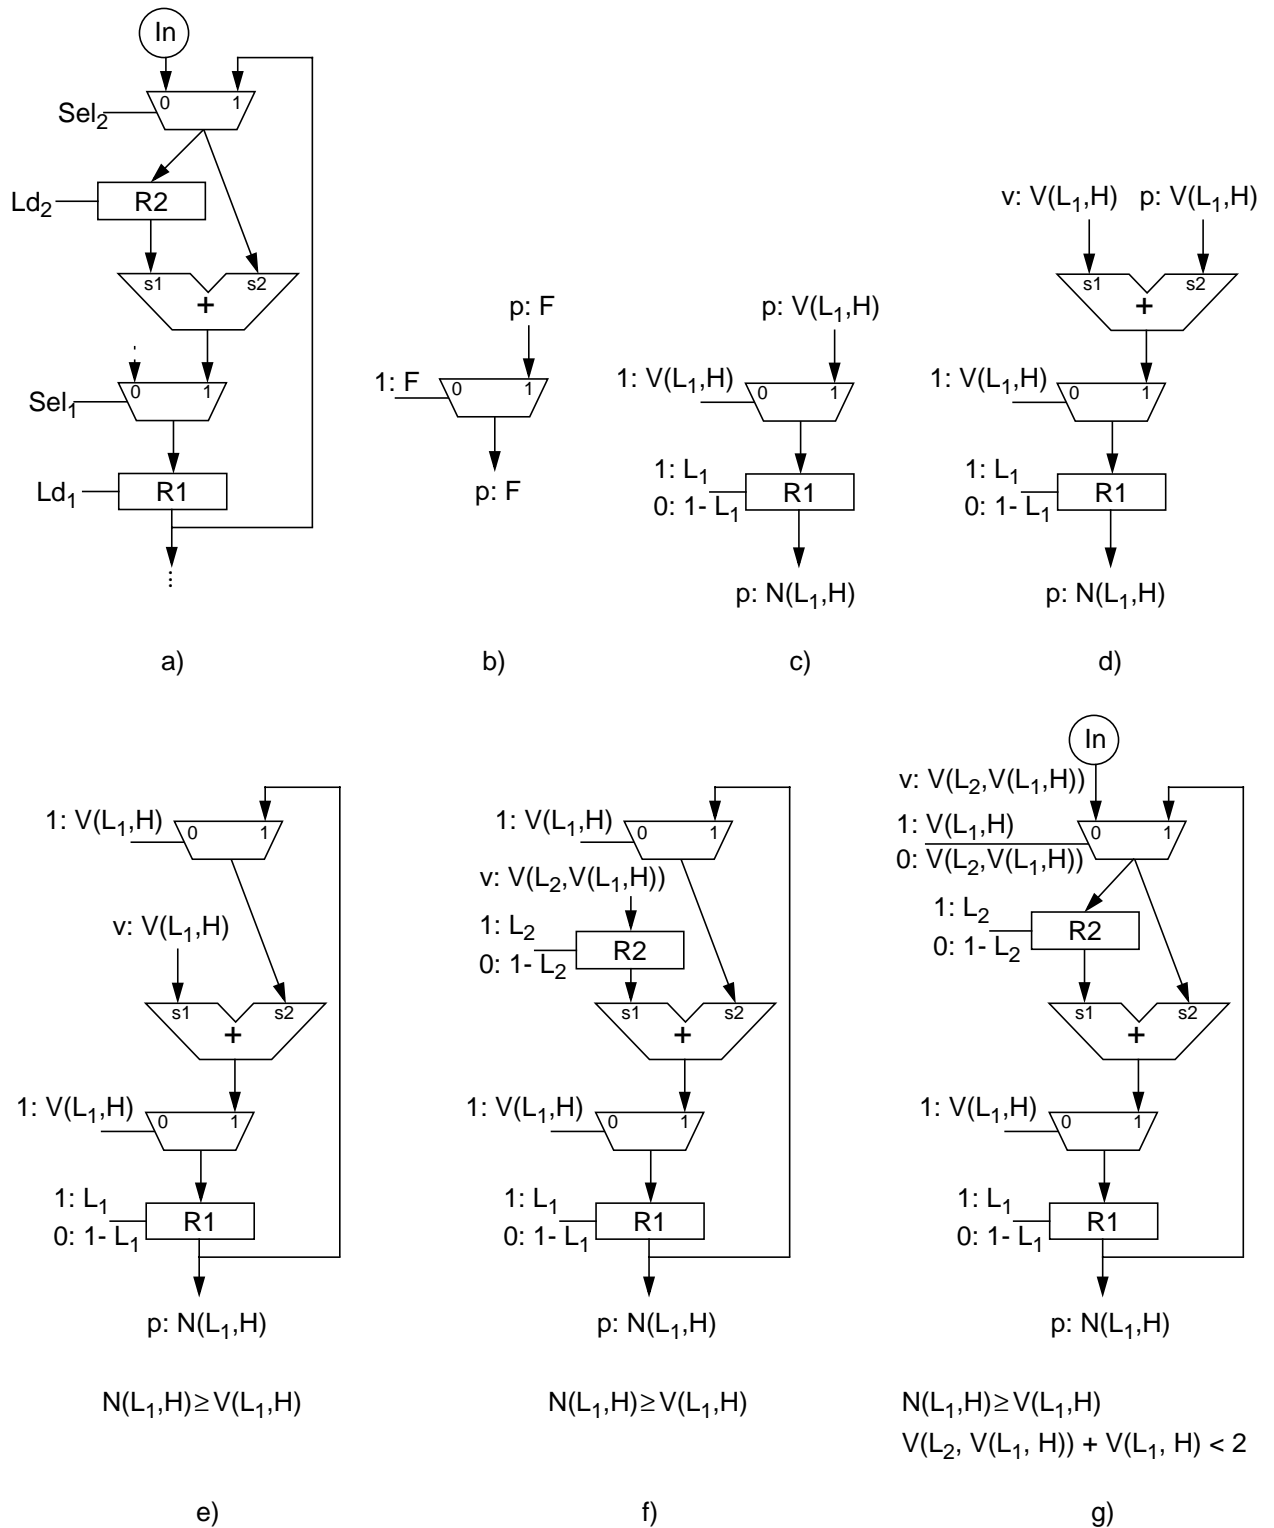 In
0 1
Sel2
Ld2
R2
s1 s2
+
0 1
Sel1
Ld1
R1
...
a)
p: F
1: F
0 1
p: F
b)
p: V(L1,H)
1: V(L1,H)
0 1
1: L1
R1
0: 1- L1
p: N(L1,H)
c)
v: V(L1,H) p: V(L1,H)
s1 s2
+
1: V(L1,H)
0 1
1: L1
R1
0: 1- L1
p: N(L1,H)
d)
1: V(L1,H)
0 1
v: V(L1,H)
s1 s2
+
1: V(L1,H)
0 1
1: L1
R1
0: 1- L1
p: N(L1,H)
N(L1,H)≥V(L1,H)
e)
1: V(L1,H)
0 1
v: V(L2,V(L1,H))
1: L2
R2
0: 1- L2
s1 s2
+
1: V(L1,H)
0 1
1: L1
R1
0: 1- L1
p: N(L1,H)
N(L1,H)≥V(L1,H)
f)
In
v: V(L2,V(L1,H))
1: V(L1,H)
0 1
0: V(L2,V(L1,H))
1: L2
R2
0: 1- L2
s1 s2
+
1: V(L1,H)
0 1
1: L1
R1
0: 1- L1
p: N(L1,H)
N(L1,H)≥V(L1,H)
V(L2, V(L1, H)) + V(L1, H) < 2
g)